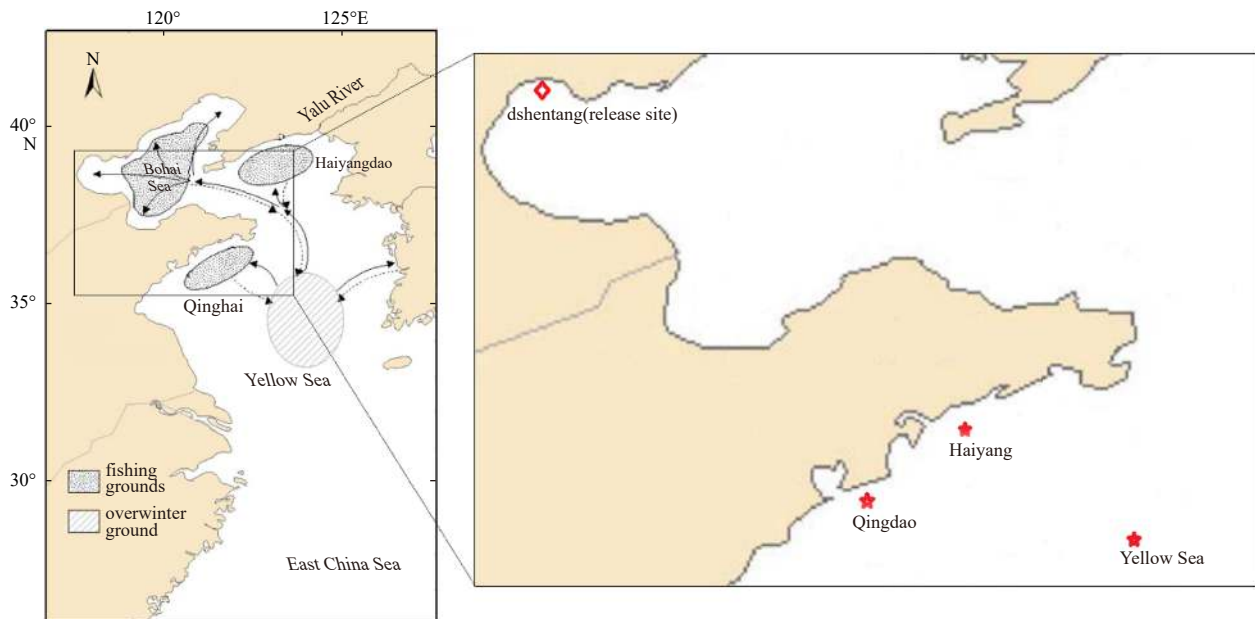 120°
125°E
N
40°
N
Yalu River
Haiyangdao
Bohai
Sea
35°
Qinghai
Yellow Sea
30°
fishing
grounds
overwinter
ground
East China Sea
dshentang(release site)
Haiyang
Qingdao
Yellow Sea